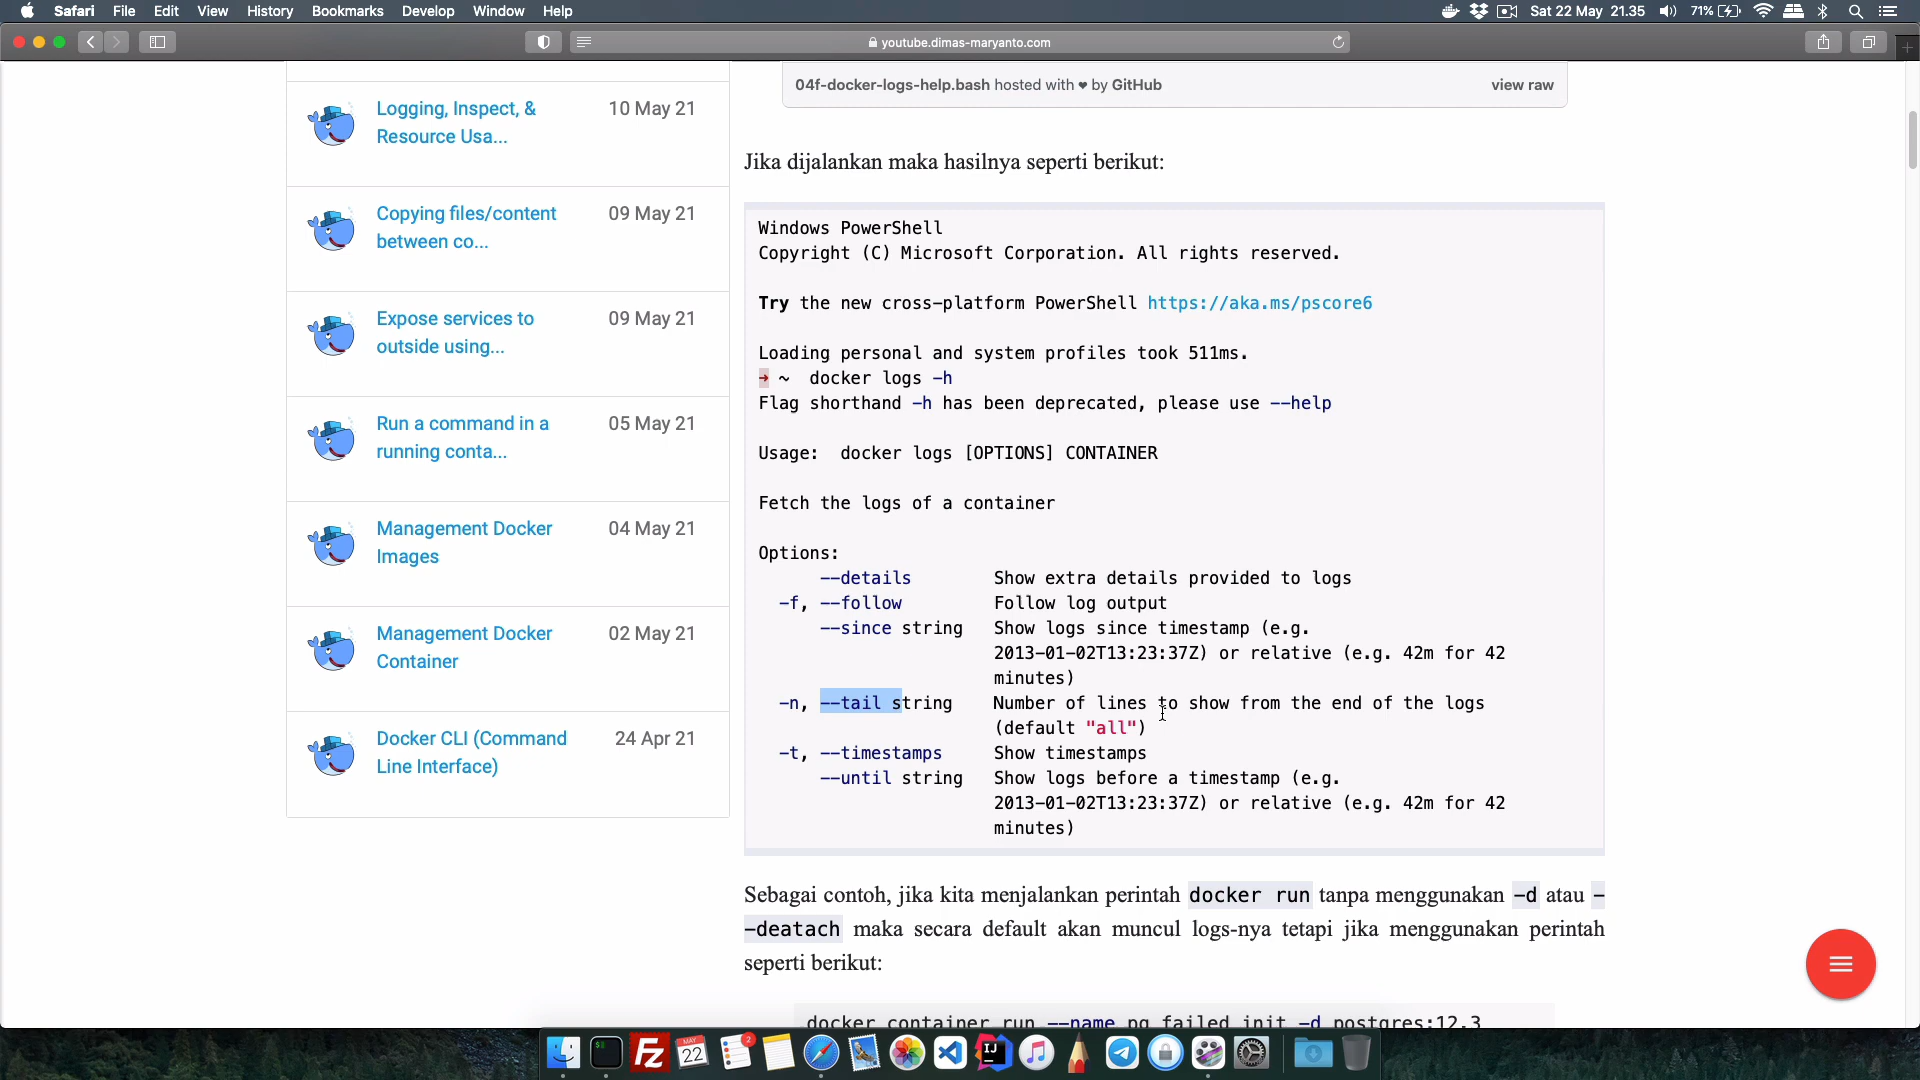 Safari File Edit View History Bookmarks Develop Window Help
Sat 22 May 21.35 71%
youtube.dimas-maryanto.com
Logging, Inspect, & 10 May 21
Resource Usa...
Copying files/content 09 May 21
between co...
Expose services to 09 May 21
outside using...
Run a command in a 05 May 21
running conta...
Management Docker 04 May 21
Images
Management Docker 02 May 21
Container
Docker CLI (Command 24 Apr 21
Line Interface)
04f-docker-logs-help.bash hosted with ❤ by GitHub view raw
Jika dijalankan maka hasilnya seperti berikut:
Windows PowerShell
Copyright (C) Microsoft Corporation. All rights reserved.
Try the new cross-platform PowerShell https://aka.ms/pscore6
Loading personal and system profiles took 511ms.
→ ~ docker logs -h
Flag shorthand -h has been deprecated, please use --help
Usage: docker logs [OPTIONS] CONTAINER
Fetch the logs of a container
Options:
--details Show extra details provided to logs
-f, --follow Follow log output
--since string Show logs since timestamp (e.g.
2013-01-02T13:23:37Z) or relative (e.g. 42m for 42
minutes)
-n, --tail string Number of lines to show from the end of the logs
(default "all")
-t, --timestamps Show timestamps
--until string Show logs before a timestamp (e.g.
2013-01-02T13:23:37Z) or relative (e.g. 42m for 42
minutes)
Sebagai contoh, jika kita menjalankan perintah docker run tanpa menggunakan -d atau -
-deatach maka secara default akan muncul logs-nya tetapi jika menggunakan perintah
seperti berikut:
docker container run --name pg_failed_init -d postgres:12.3
MAY
22
2
IJ